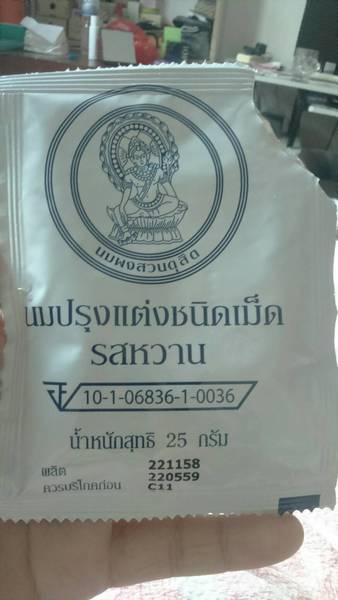 นมผงสวนดุสิต
นมปรุงแต่งชนิดเม็ด
รสหวาน
10-1-06836-1-0036
น้ำหนักสุทธิ 25 กรัม
ผลิต 221158
ควรบริโภคก่อน 220559
C11